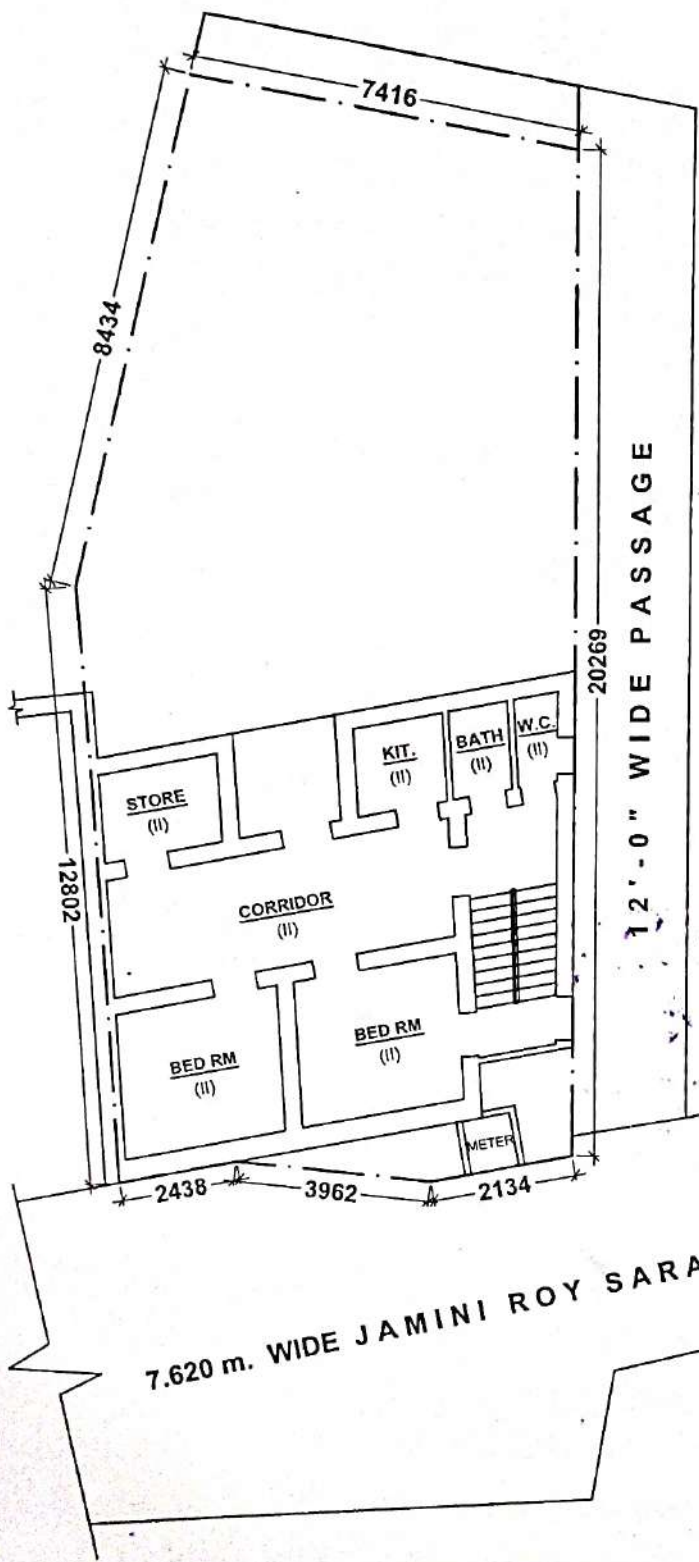 7416
8434
12'-0" WIDE PASSAGE
20269
KIT.
(II)
BATH
(II)
W.C.
(II)
STORE
(II)
12802
CORRIDOR
(II)
BED RM
(II)
BED RM
(II)
METER
2438
3962
2134
7.620 m. WIDE JAMINI ROY SARA